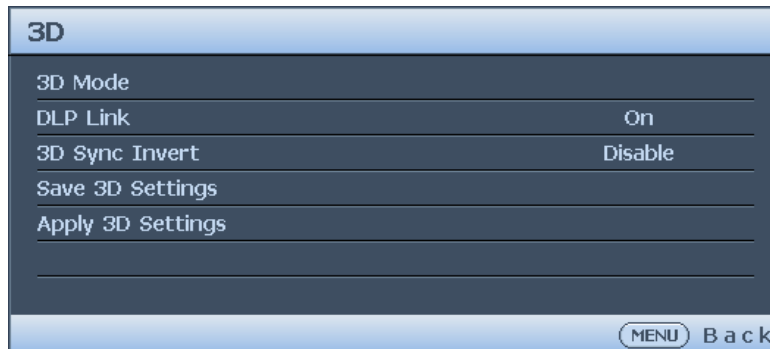 3D
3D Mode
DLP Link On
3D Sync Invert Disable
Save 3D Settings
Apply 3D Settings
MENU Back